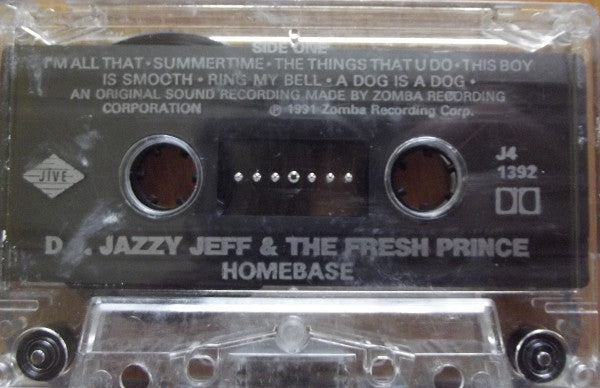 SIDE ONE
I'M ALL THAT • SUMMERTIME • THE THINGS THAT U DO • THIS BOY
IS SMOOTH • RING MY BELL • A DOG IS A DOG •
AN ORIGINAL SOUND RECORDING MADE BY ZOMBA RECORDING
CORPORATION ℗ 1991 Zomba Recording Corp.
JIVE
J4
1392
D.J. JAZZY JEFF & THE FRESH PRINCE
HOMEBASE